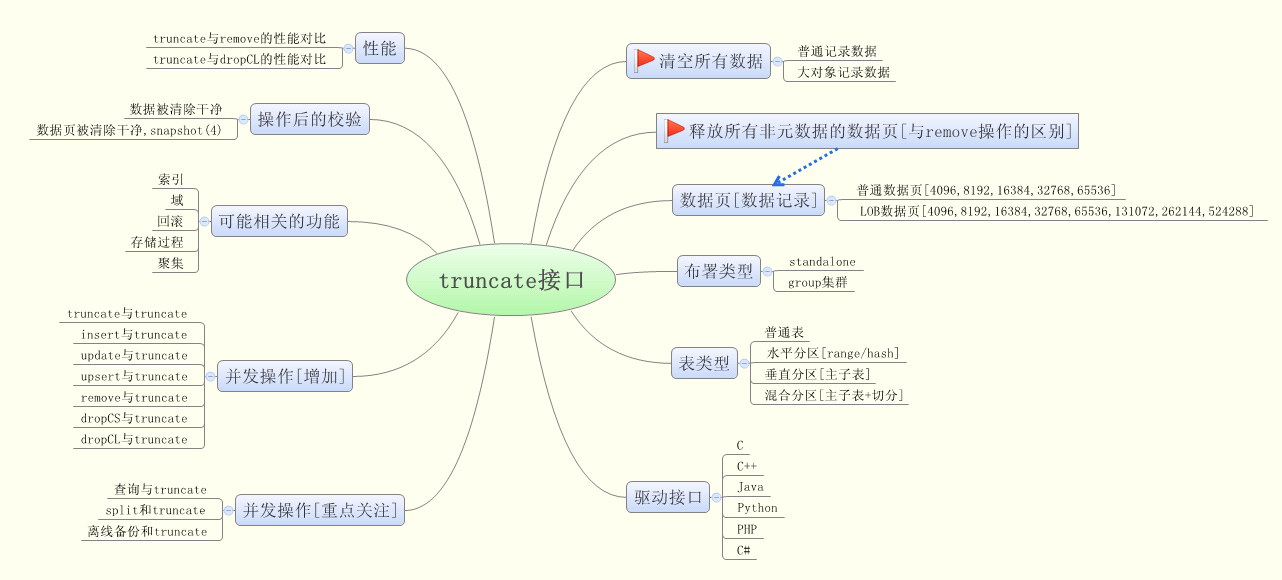 truncate接口
清空所有数据
普通记录数据
大对象记录数据
释放所有非元数据的数据页[与remove操作的区别]
数据页[数据记录]
普通数据页[4096,8192,16384,32768,65536]
LOB数据页[4096,8192,16384,32768,65536,131072,262144,524288]
布署类型
standalone
group集群
表类型
普通表
水平分区[range/hash]
垂直分区[主子表]
混合分区[主子表+切分]
驱动接口
C
C++
Java
Python
PHP
C#
性能
truncate与remove的性能对比
truncate与dropCL的性能对比
操作后的校验
数据被清除干净
数据页被清除干净,snapshot(4)
可能相关的功能
索引
域
回滚
存储过程
聚集
并发操作[增加]
truncate与truncate
insert与truncate
update与truncate
upsert与truncate
remove与truncate
dropCS与truncate
dropCL与truncate
并发操作[重点关注]
查询与truncate
split和truncate
离线备份和truncate